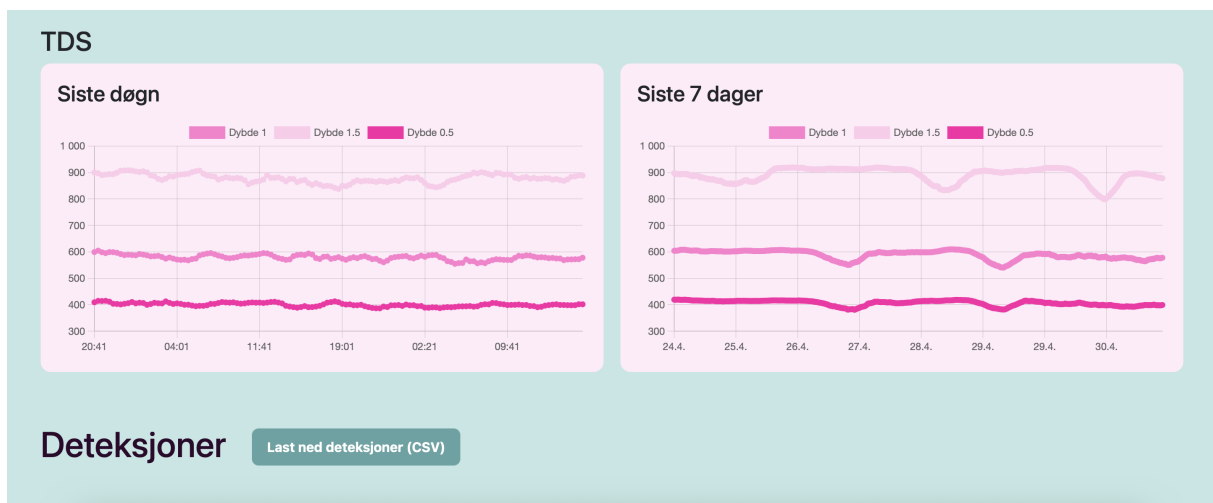 TDS
Siste døgn
Dybde 1 Dybde 1.5 Dybde 0.5
1 000
900
800
700
600
500
400
300
20:41 04:01 11:41 19:01 02:21 09:41
Siste 7 dager
Dybde 1 Dybde 1.5 Dybde 0.5
1 000
900
800
700
600
500
400
300
24.4. 25.4. 26.4. 27.4. 28.4. 29.4. 29.4. 30.4.
Deteksjoner
Last ned deteksjoner (CSV)